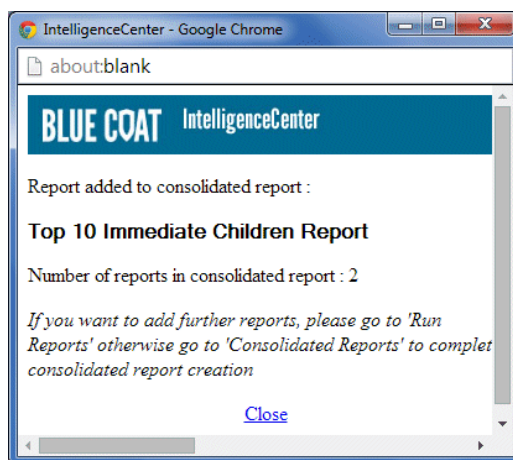 IntelligenceCenter - Google Chrome
about:blank
BLUE COAT IntelligenceCenter
Report added to consolidated report :
Top 10 Immediate Children Report
Number of reports in consolidated report : 2
If you want to add further reports, please go to 'Run
Reports' otherwise go to 'Consolidated Reports' to complet
consolidated report creation
Close